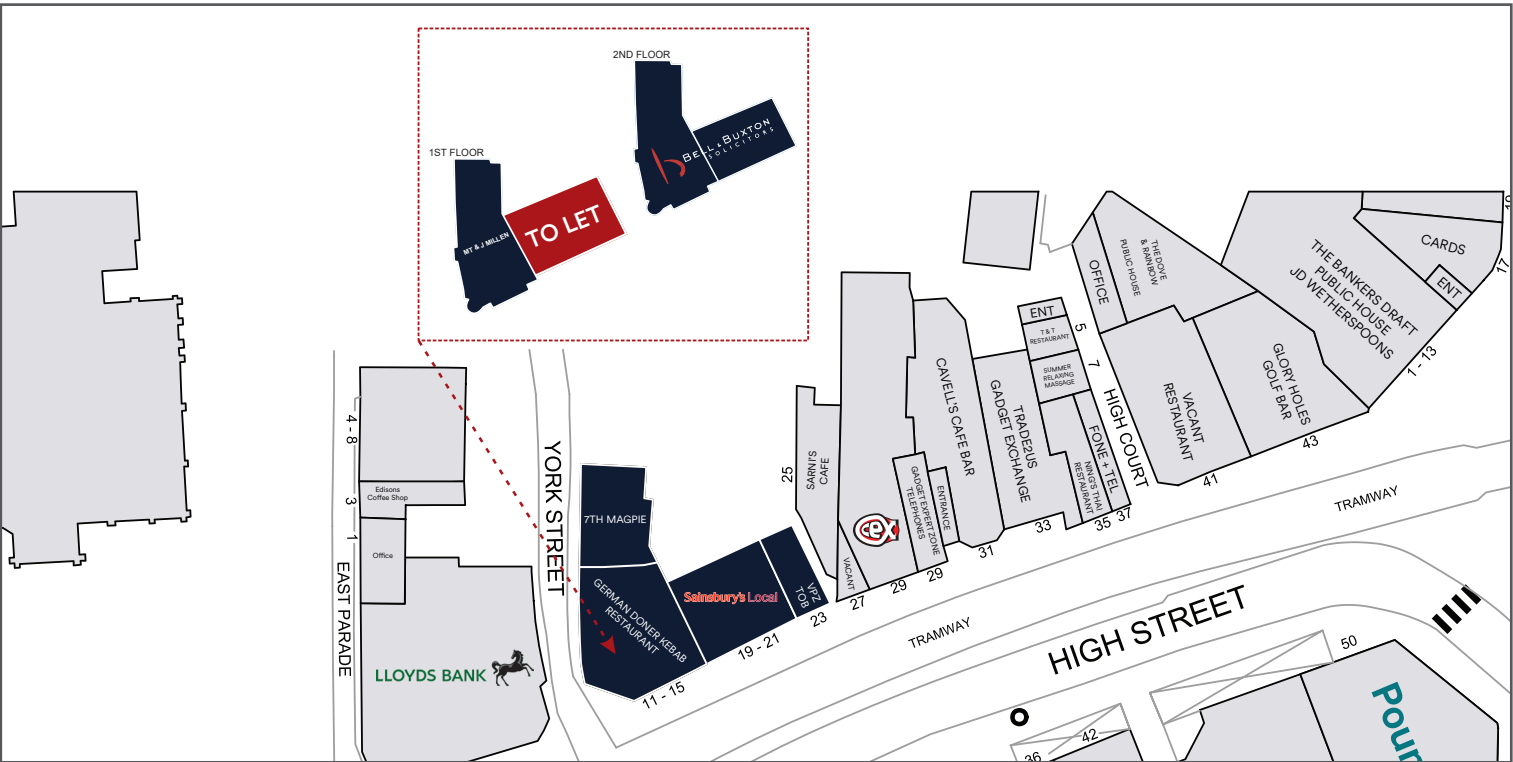 2ND FLOOR
BELL & BUXTON
SOLICITORS
1ST FLOOR
MT & J MILLEN
TO LET
4 - 8
3
1
Edisons
Coffee Shop
Office
EAST PARADE
LLOYDS BANK
YORK STREET
7TH MAGPIE
GERMAN DONER KEBAB
RESTAURANT
11 - 15
Sainsbury's Local
19 - 21
VPZ
TOB
23
25
SARNI'S
CAFE
VACANT
27
CeX
29
GADGET EXPERT ZONE
TELEPHONES
29
ENTRANCE
CAVELL'S CAFE BAR
31
TRADE2US
GADGET EXCHANGE
33
ENT
T & T
RESTAURANT
SUMMER
RELAXING
MASSAGE
5
7
FONE + TEL
NING'S THAI
RESTAURANT
35
37
HIGH COURT
OFFICE
THE DOVE
& RAINBOW
PUBLIC HOUSE
VACANT
RESTAURANT
41
GLORY HOLES
GOLF BAR
43
THE BANKERS DRAFT
PUBLIC HOUSE
JD WETHERSPOONS
1 - 13
CARDS
ENT
17
TRAMWAY
TRAMWAY
HIGH STREET
36
42
50
Poun